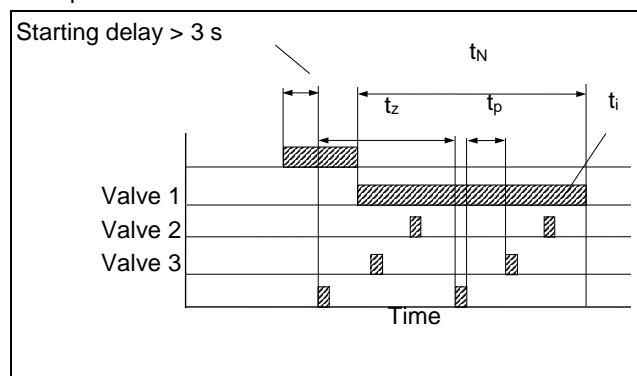 Starting delay > 3 s
tN
tz
tp
ti
Valve 1
Valve 2
Valve 3
Time